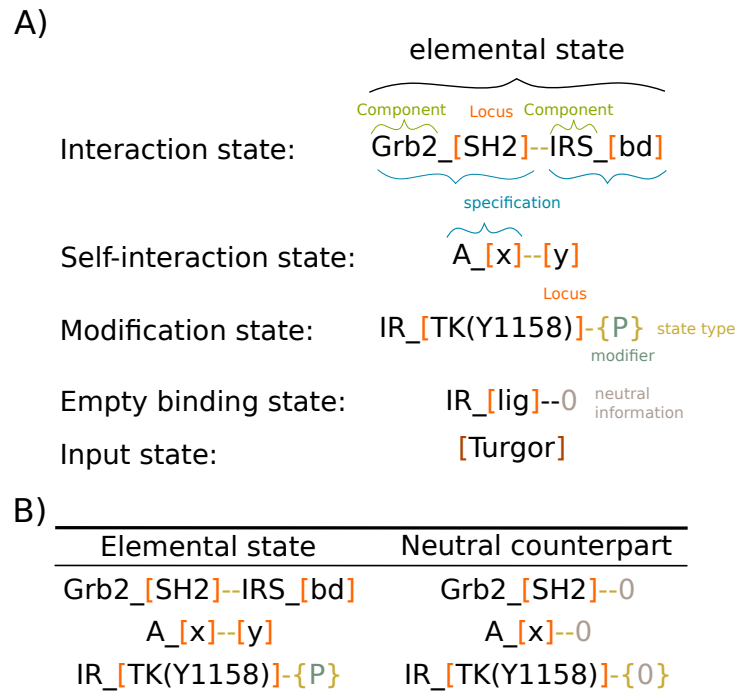 A)
elemental state
Component Locus Component
Interaction state: Grb2_[SH2]--IRS_[bd]
specification
Self-interaction state: A_[x]--[y]
Locus
Modification state: IR_[TK(Y1158)]-{P} state type
modifier
Empty binding state: IR_[lig]--0 neutral
information
Input state: [Turgor]
B)
Elemental state Neutral counterpart
Grb2_[SH2]--IRS_[bd] Grb2_[SH2]--0
A_[x]--[y] A_[x]--0
IR_[TK(Y1158)]-{P} IR_[TK(Y1158)]-{0}